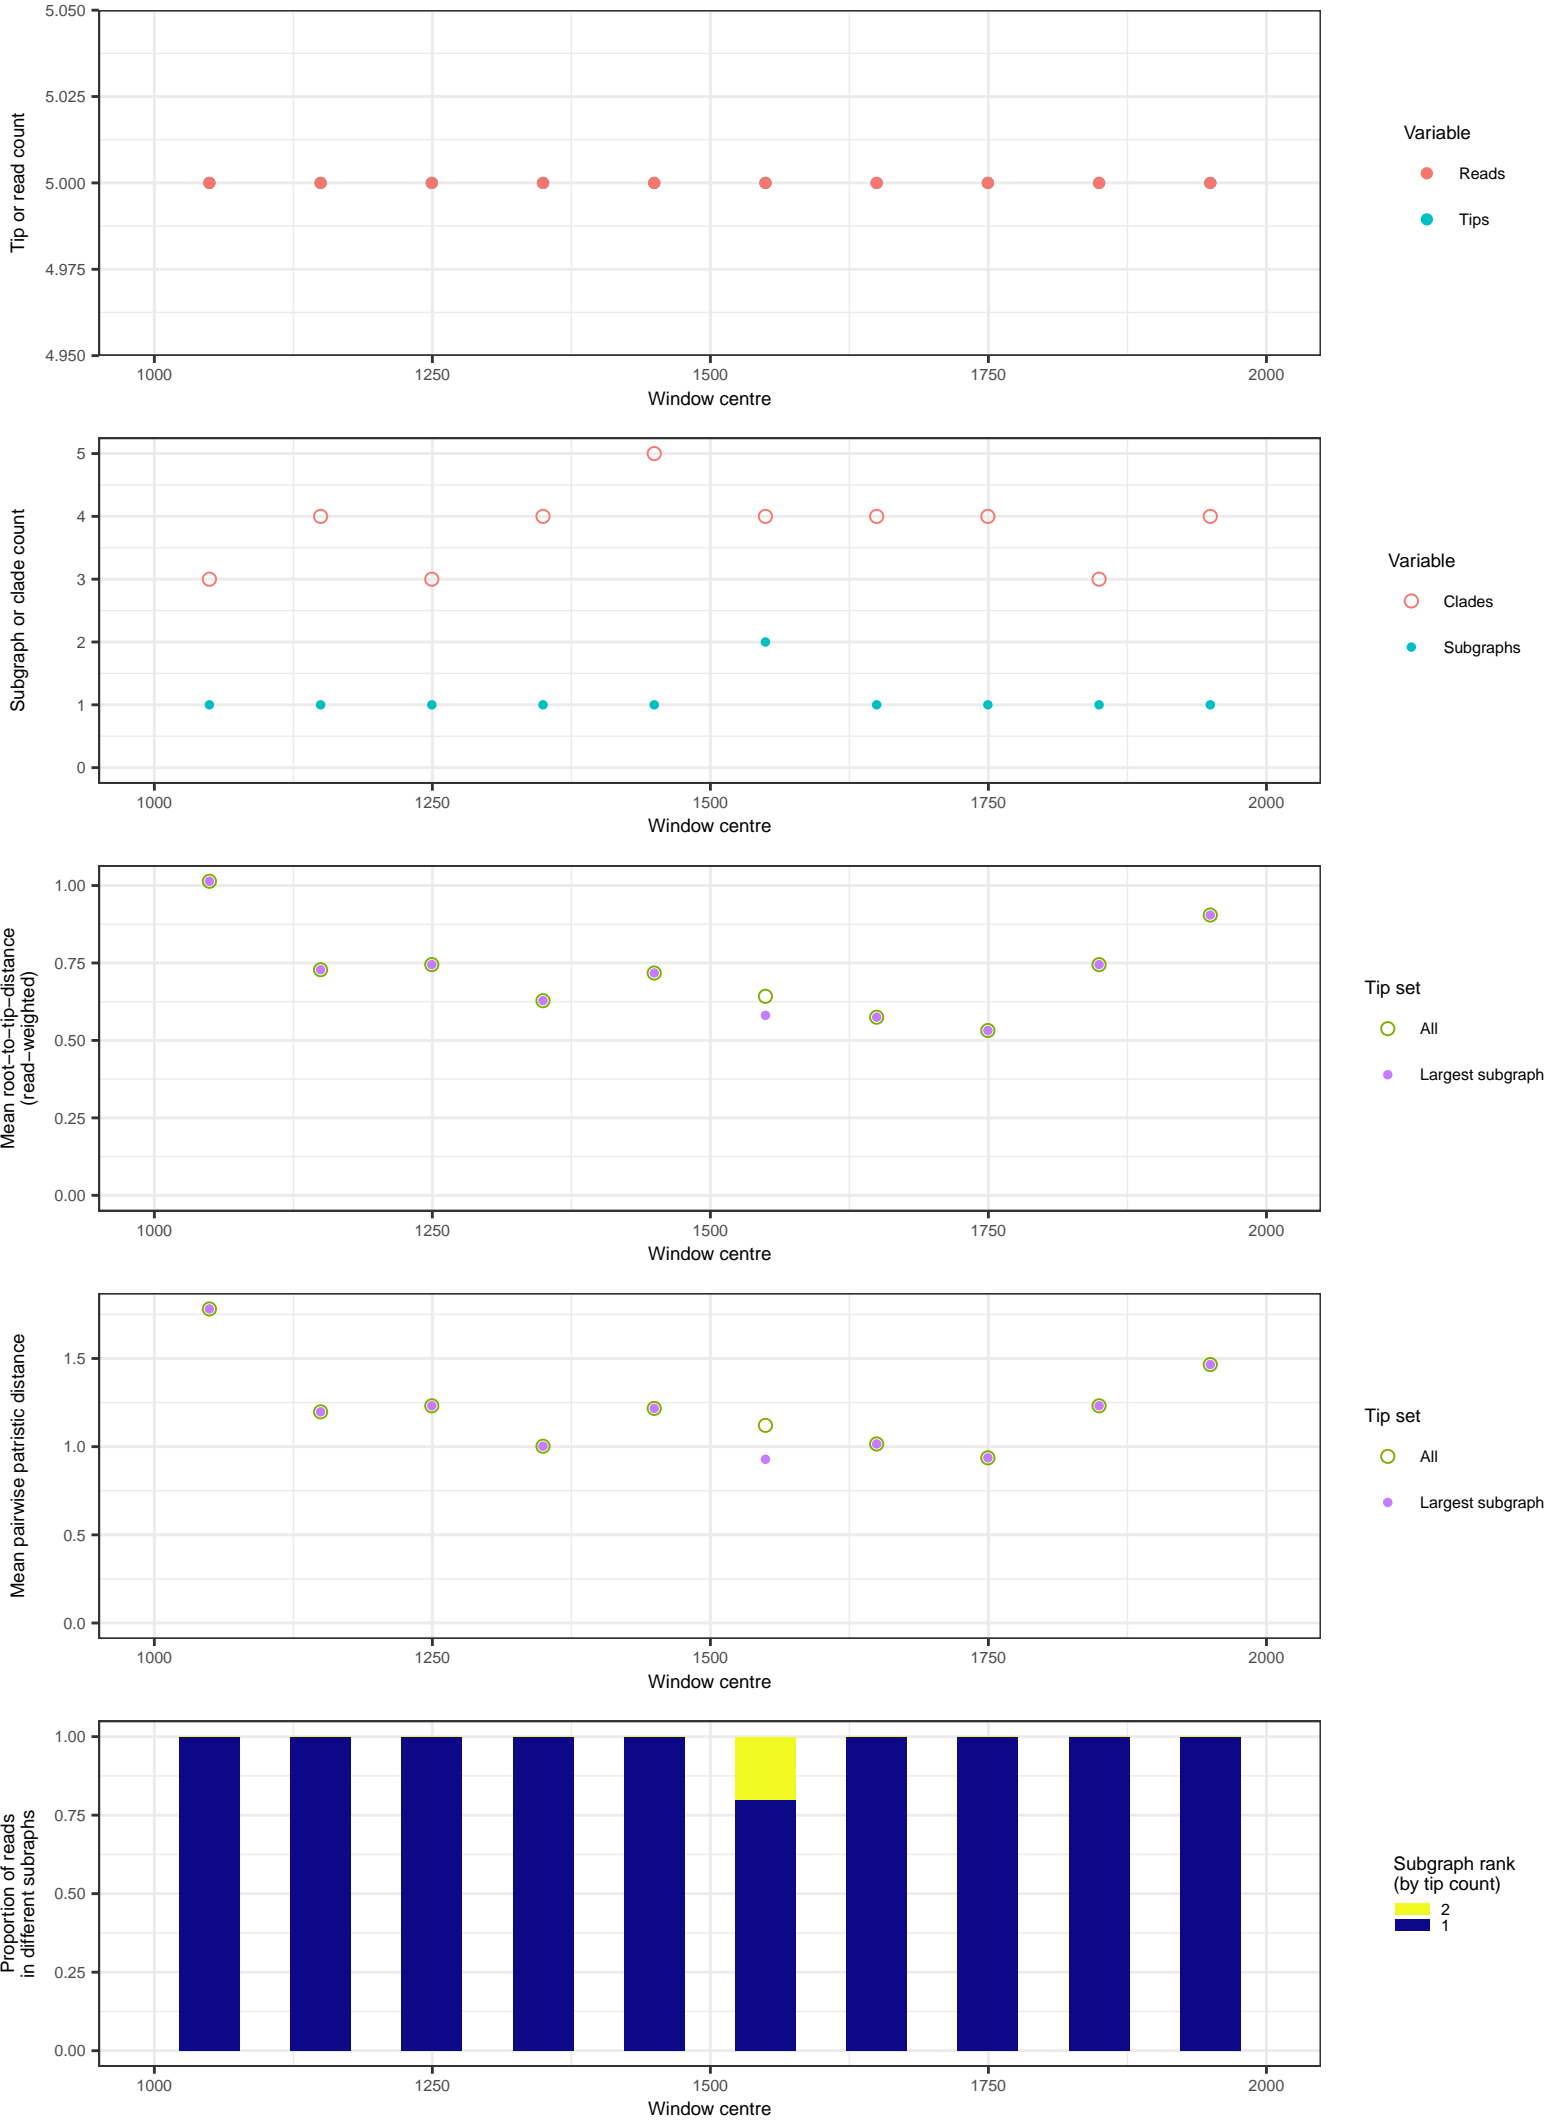 5.050
5.025
5.000
4.975
4.950
Tip or read count
1000 1250 1500 1750 2000
Window centre
Variable
Reads
Tips
5
4
3
2
1
0
Subgraph or clade count
1000 1250 1500 1750 2000
Window centre
Variable
Clades
Subgraphs
1.00
0.75
0.50
0.25
0.00
Mean root−to−tip−distance
(read−weighted)
1000 1250 1500 1750 2000
Window centre
Tip set
All
Largest subgraph
1.5
1.0
0.5
0.0
Mean pairwise patristic distance
1000 1250 1500 1750 2000
Window centre
Tip set
All
Largest subgraph
1.00
0.75
0.50
0.25
0.00
Proportion of reads
in different subraphs
1000 1250 1500 1750 2000
Window centre
Subgraph rank
(by tip count)
2
1